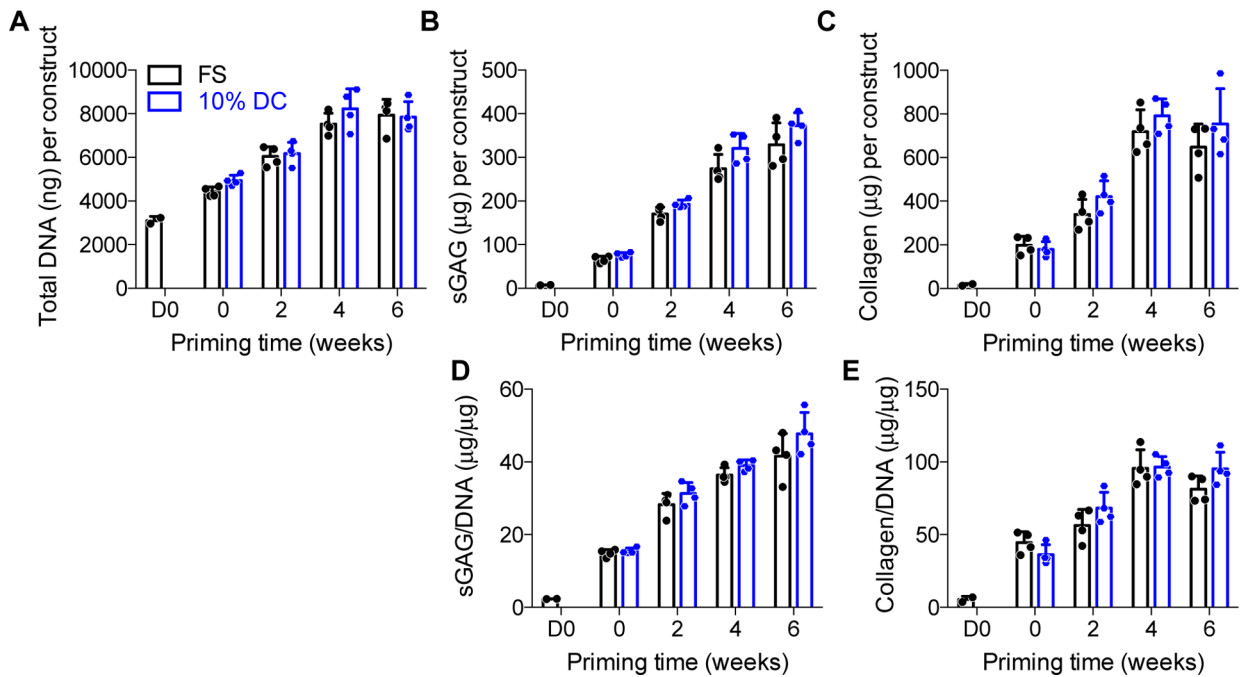 A
Total DNA (ng) per construct
10000
8000
6000
4000
2000
0
FS
10% DC
D0 0 2 4 6
Priming time (weeks)
B
sGAG (μg) per construct
500
400
300
200
100
0
D0 0 2 4 6
Priming time (weeks)
C
Collagen (μg) per construct
1000
800
600
400
200
0
D0 0 2 4 6
Priming time (weeks)
D
sGAG/DNA (μg/μg)
60
40
20
0
D0 0 2 4 6
Priming time (weeks)
E
Collagen/DNA (μg/μg)
150
100
50
0
D0 0 2 4 6
Priming time (weeks)